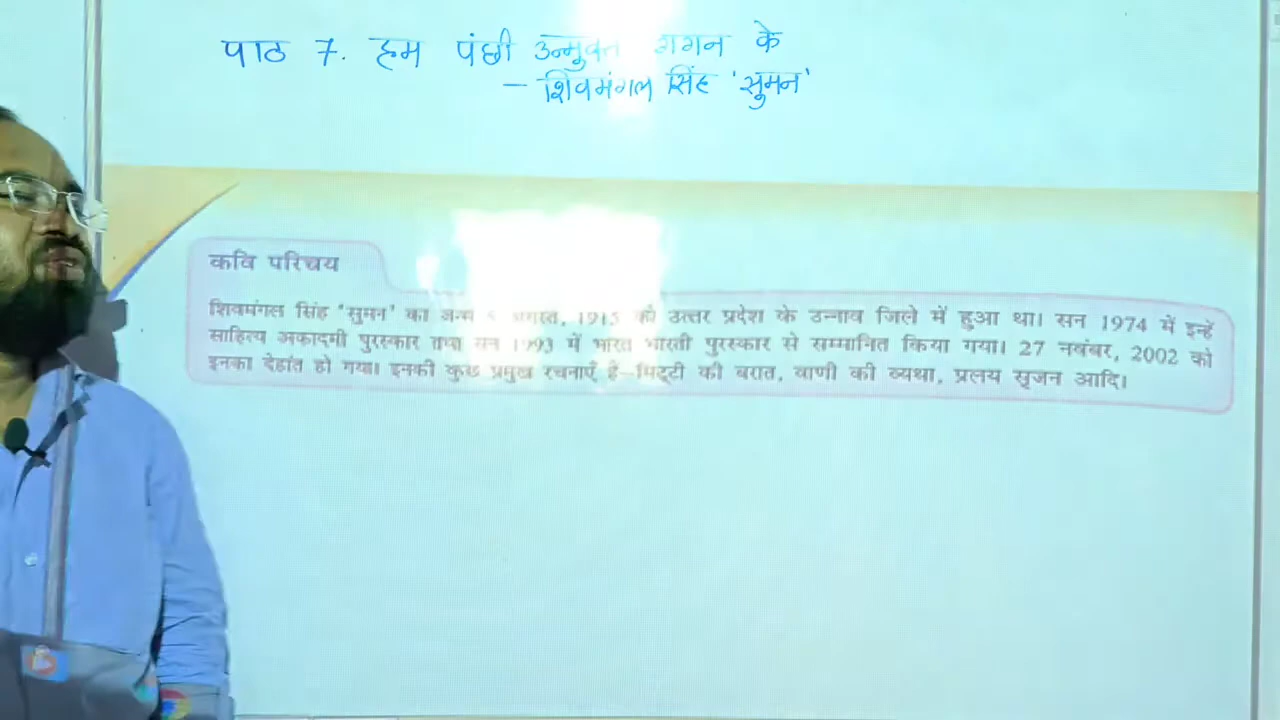 पाठ 7. हम पंछी उन्मुक्त गगन के
- शिवमंगल सिंह 'सुमन'
कवि परिचय
शिवमंगल सिंह 'सुमन' का जन्म 5 अगस्त, 1915 को उत्तर प्रदेश के उन्नाव जिले में हुआ था। सन 1974 में इन्हें
साहित्य अकादमी पुरस्कार तथा सन 1993 में भारत भारती पुरस्कार से सम्मानित किया गया। 27 नवंबर, 2002 को
इनका देहांत हो गया। इनकी कुछ प्रमुख रचनाएँ हैं—मिट्टी की बरात, वाणी की व्यथा, प्रलय सृजन आदि।